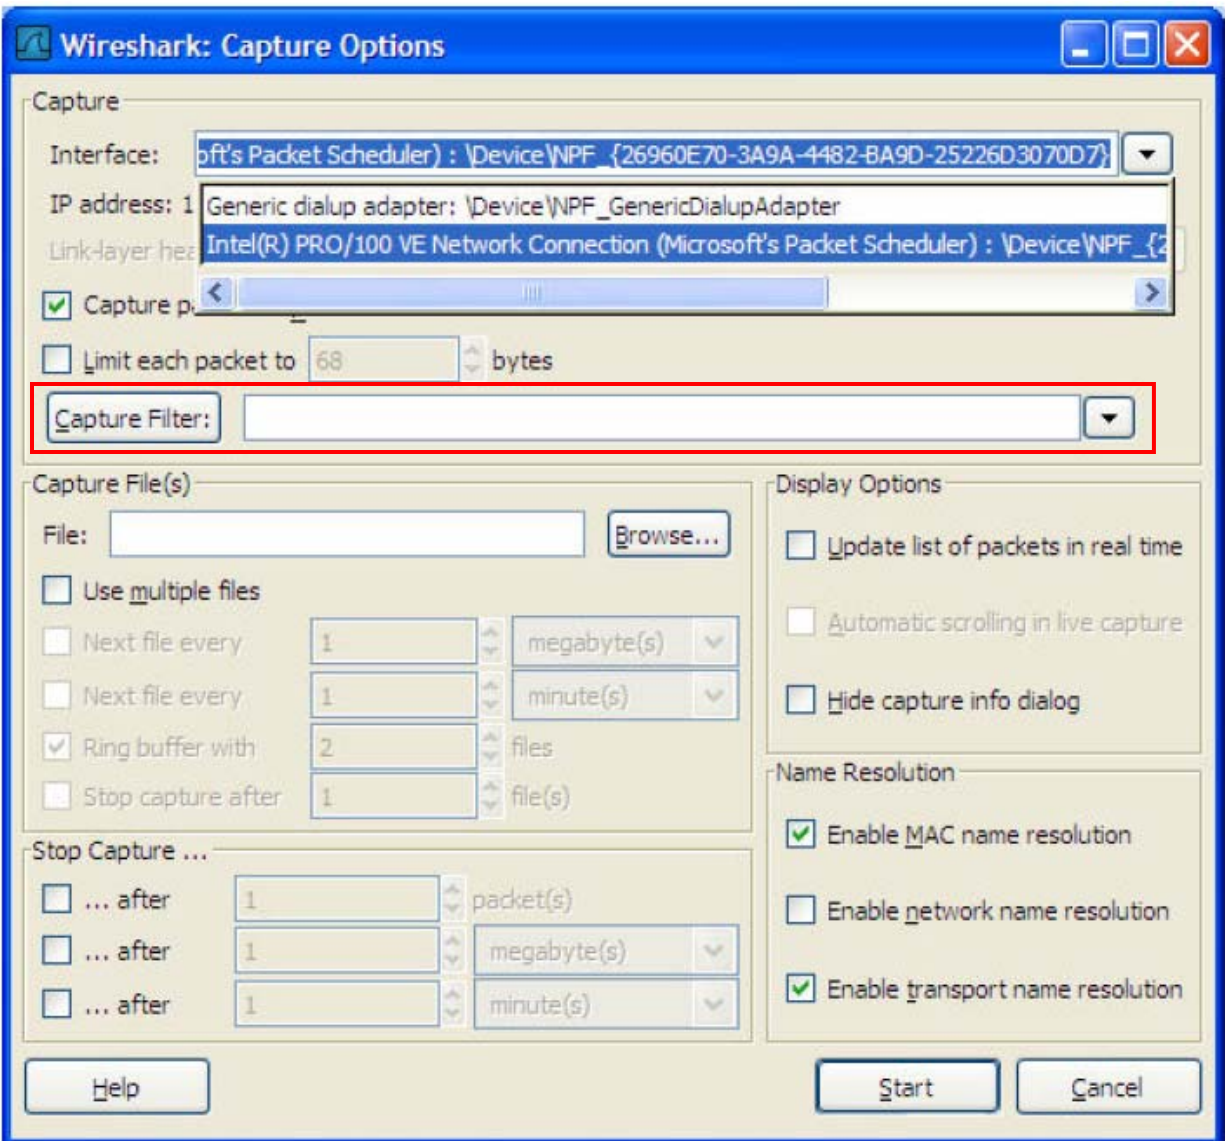 Wireshark: Capture Options
Capture
Interface: oft's Packet Scheduler) : \Device\NPF_{26960E70-3A9A-4482-BA9D-25226D3070D7}
IP address: 1
Generic dialup adapter: \Device\NPF_GenericDialupAdapter
Link-layer hea
Intel(R) PRO/100 VE Network Connection (Microsoft's Packet Scheduler) : \Device\NPF_{2
Capture p
Limit each packet to 68 bytes
Capture Filter:
Capture File(s)
File: Browse...
Use multiple files
Next file every 1 megabyte(s)
Next file every 1 minute(s)
Ring buffer with 2 files
Stop capture after 1 file(s)
Stop Capture ...
... after 1 packet(s)
... after 1 megabyte(s)
... after 1 minute(s)
Display Options
Update list of packets in real time
Automatic scrolling in live capture
Hide capture info dialog
Name Resolution
Enable MAC name resolution
Enable network name resolution
Enable transport name resolution
Help Start Cancel